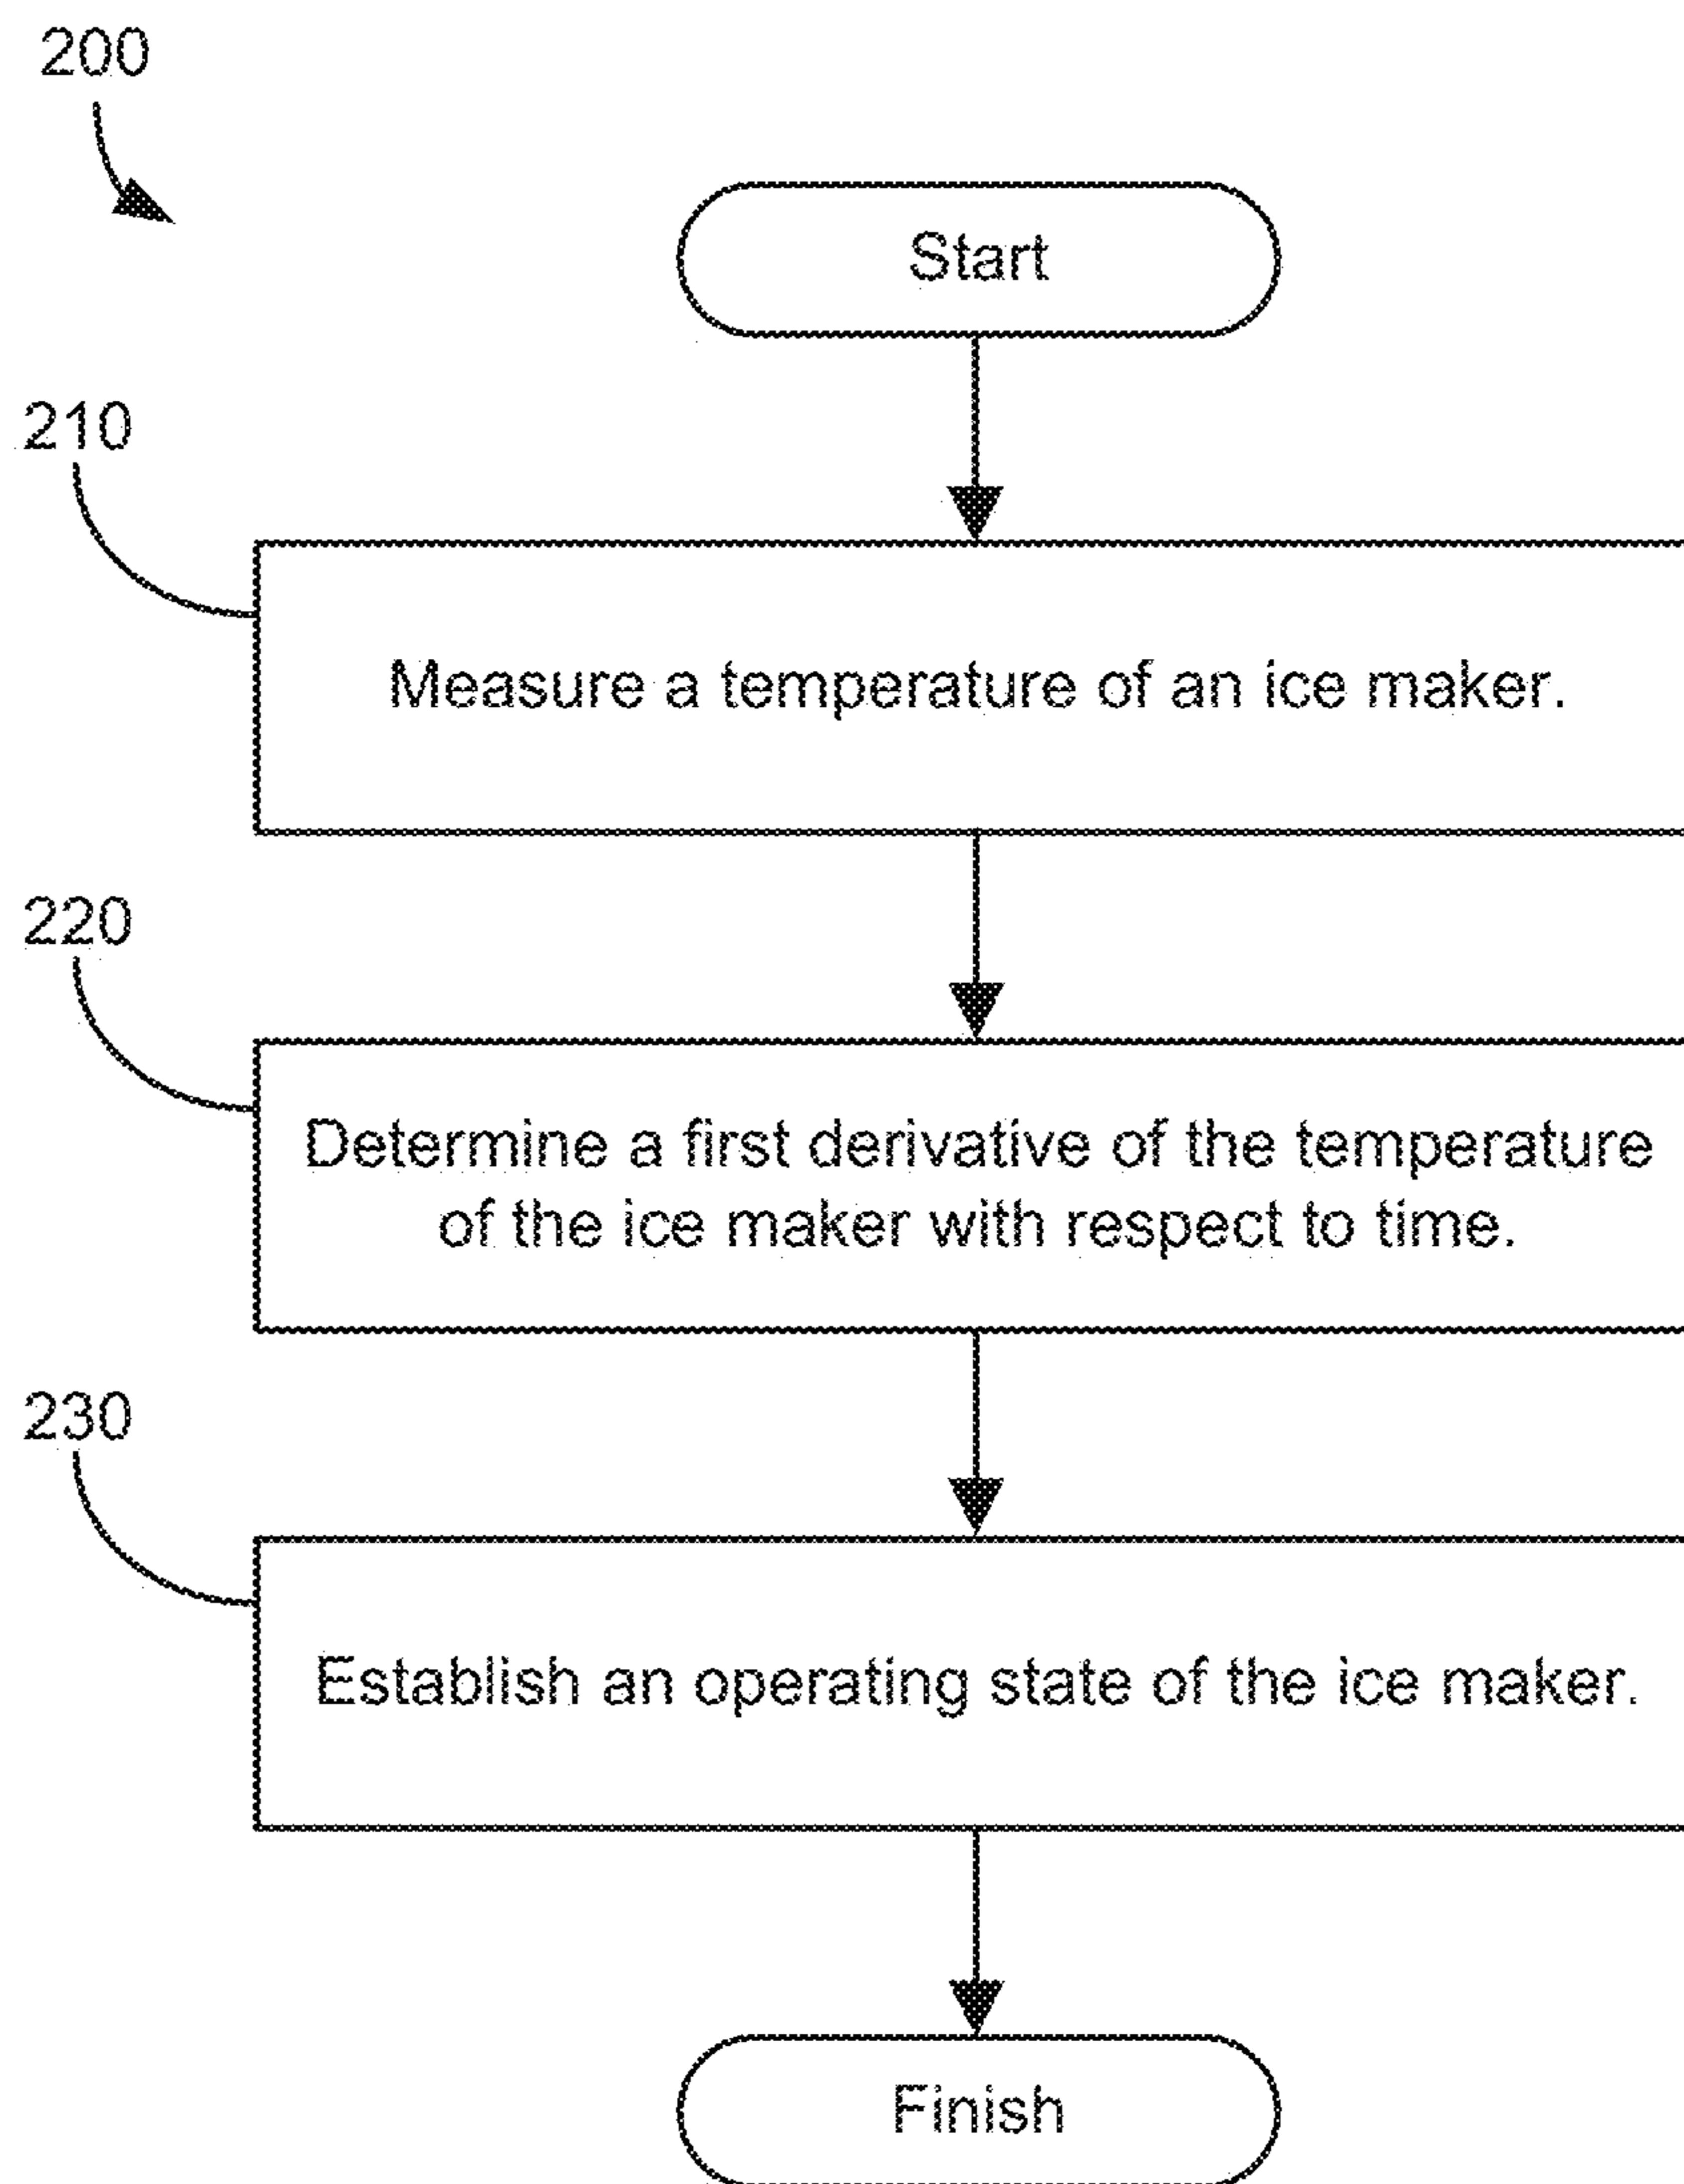 200
Start
210
Measure a temperature of an ice maker.
220
Determine a first derivative of the temperature
of the ice maker with respect to time.
230
Establish an operating state of the ice maker.
Finish